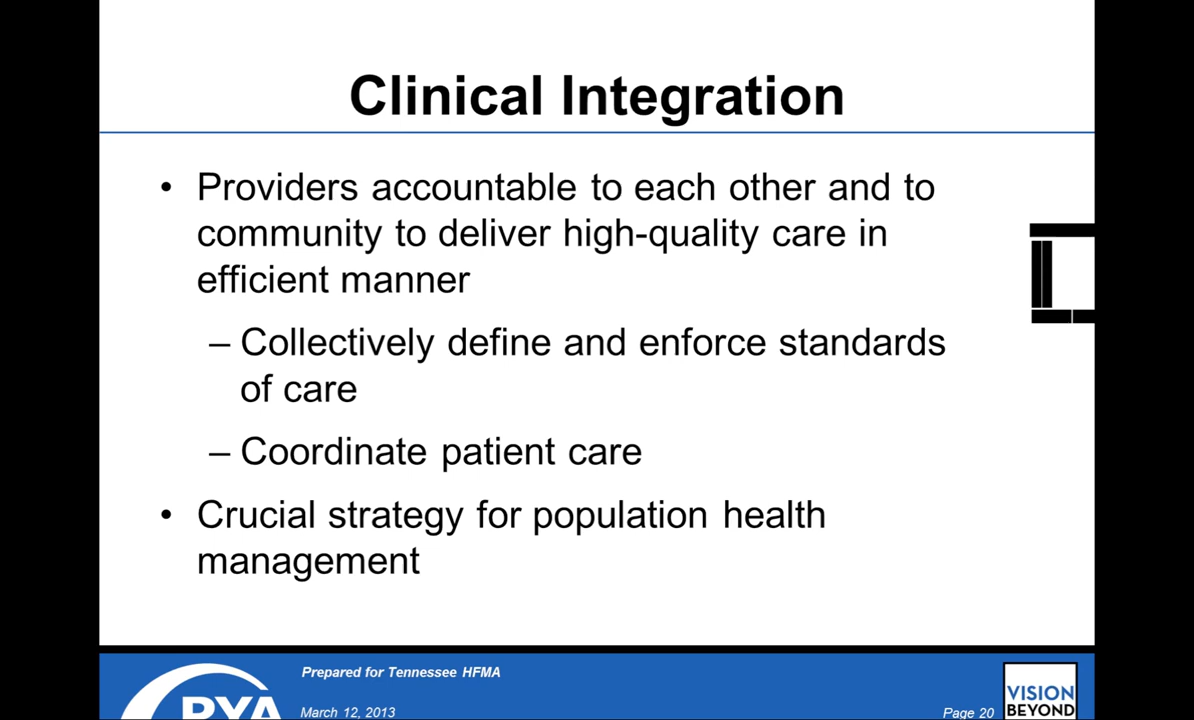 Clinical Integration
• Providers accountable to each other and to
community to deliver high-quality care in
efficient manner
– Collectively define and enforce standards
of care
– Coordinate patient care
• Crucial strategy for population health
management
Prepared for Tennessee HFMA
March 12, 2013
PYA
Page 20
VISION
BEYOND